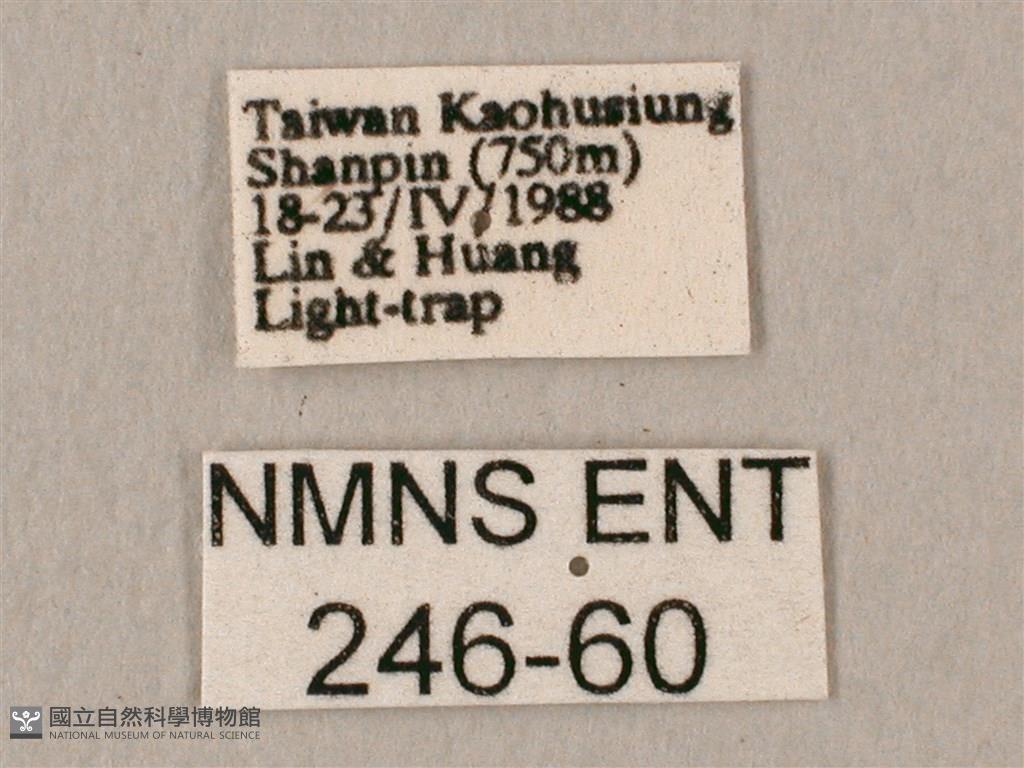 Taiwan Kaohusiung
Shanpin (750m)
18-23/IV/1988
Lin & Huang
Light-trap
NMNS ENT
246-60
國立自然科學博物館
NATIONAL MUSEUM OF NATURAL SCIENCE